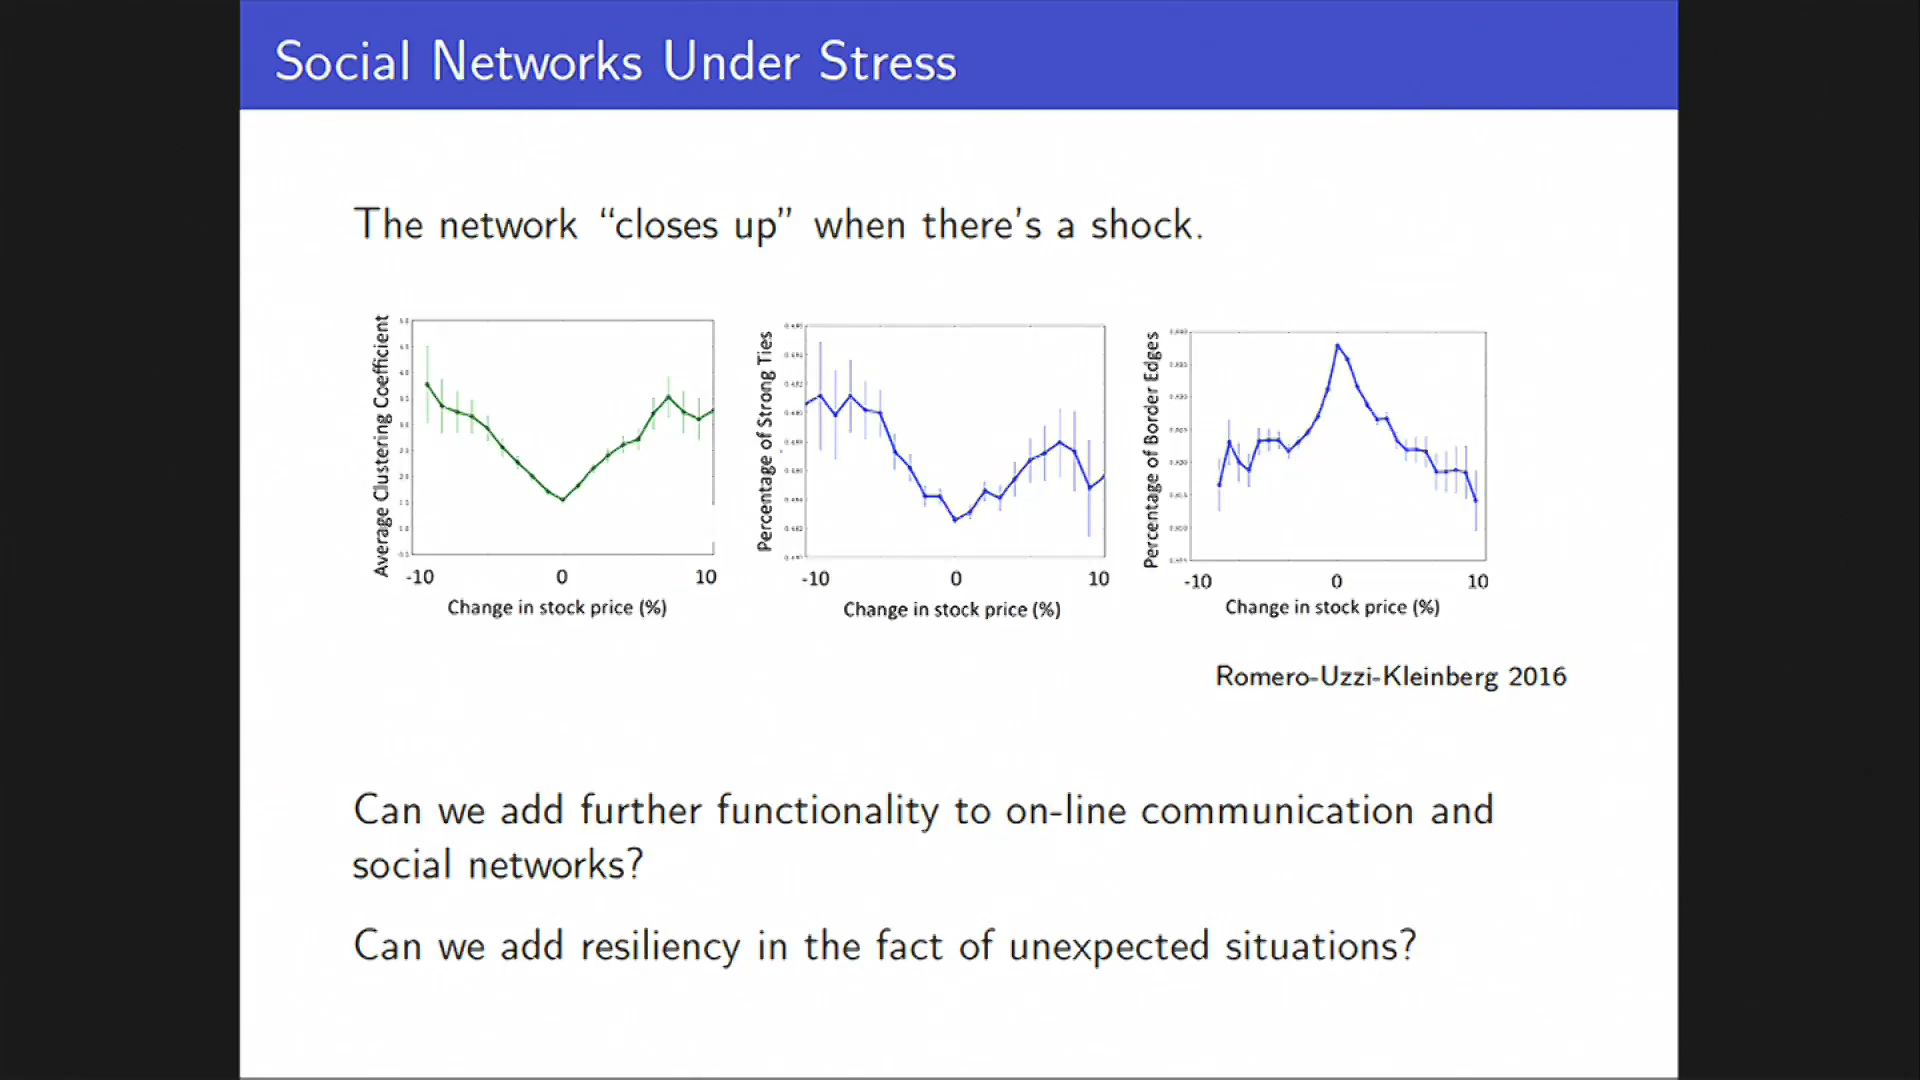 Social Networks Under Stress
The network “closes up” when there's a shock.
Average Clustering Coefficient
-10 0 10
Change in stock price (%)
Percentage of Strong Ties
-10 0 10
Change in stock price (%)
Percentage of Border Edges
-10 0 10
Change in stock price (%)
Romero-Uzzi-Kleinberg 2016
Can we add further functionality to on-line communication and
social networks?
Can we add resiliency in the fact of unexpected situations?